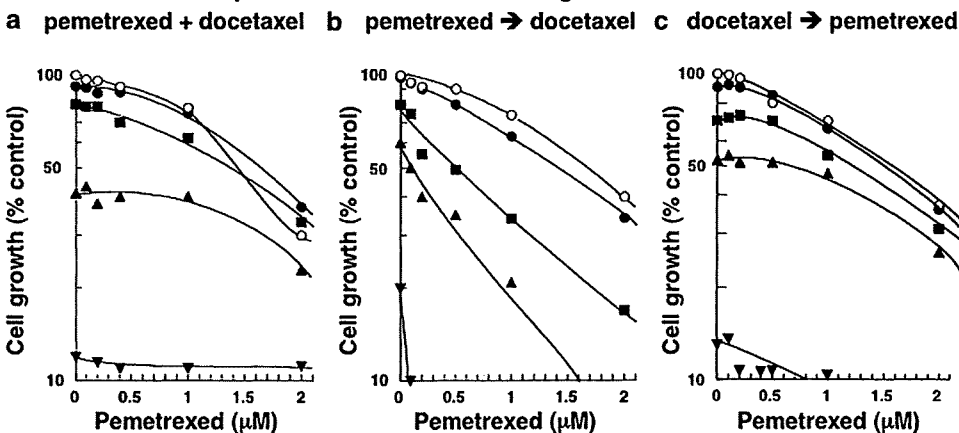 a pemetrexed + docetaxel
b pemetrexed ➔ docetaxel
c docetaxel ➔ pemetrexed
Cell growth (% control)
100
50
10
0 0.5 1 1.5 2
Pemetrexed (μM)
Cell growth (% control)
100
50
10
0 0.5 1 1.5 2
Pemetrexed (μM)
Cell growth (% control)
100
50
10
0 0.5 1 1.5 2
Pemetrexed (μM)